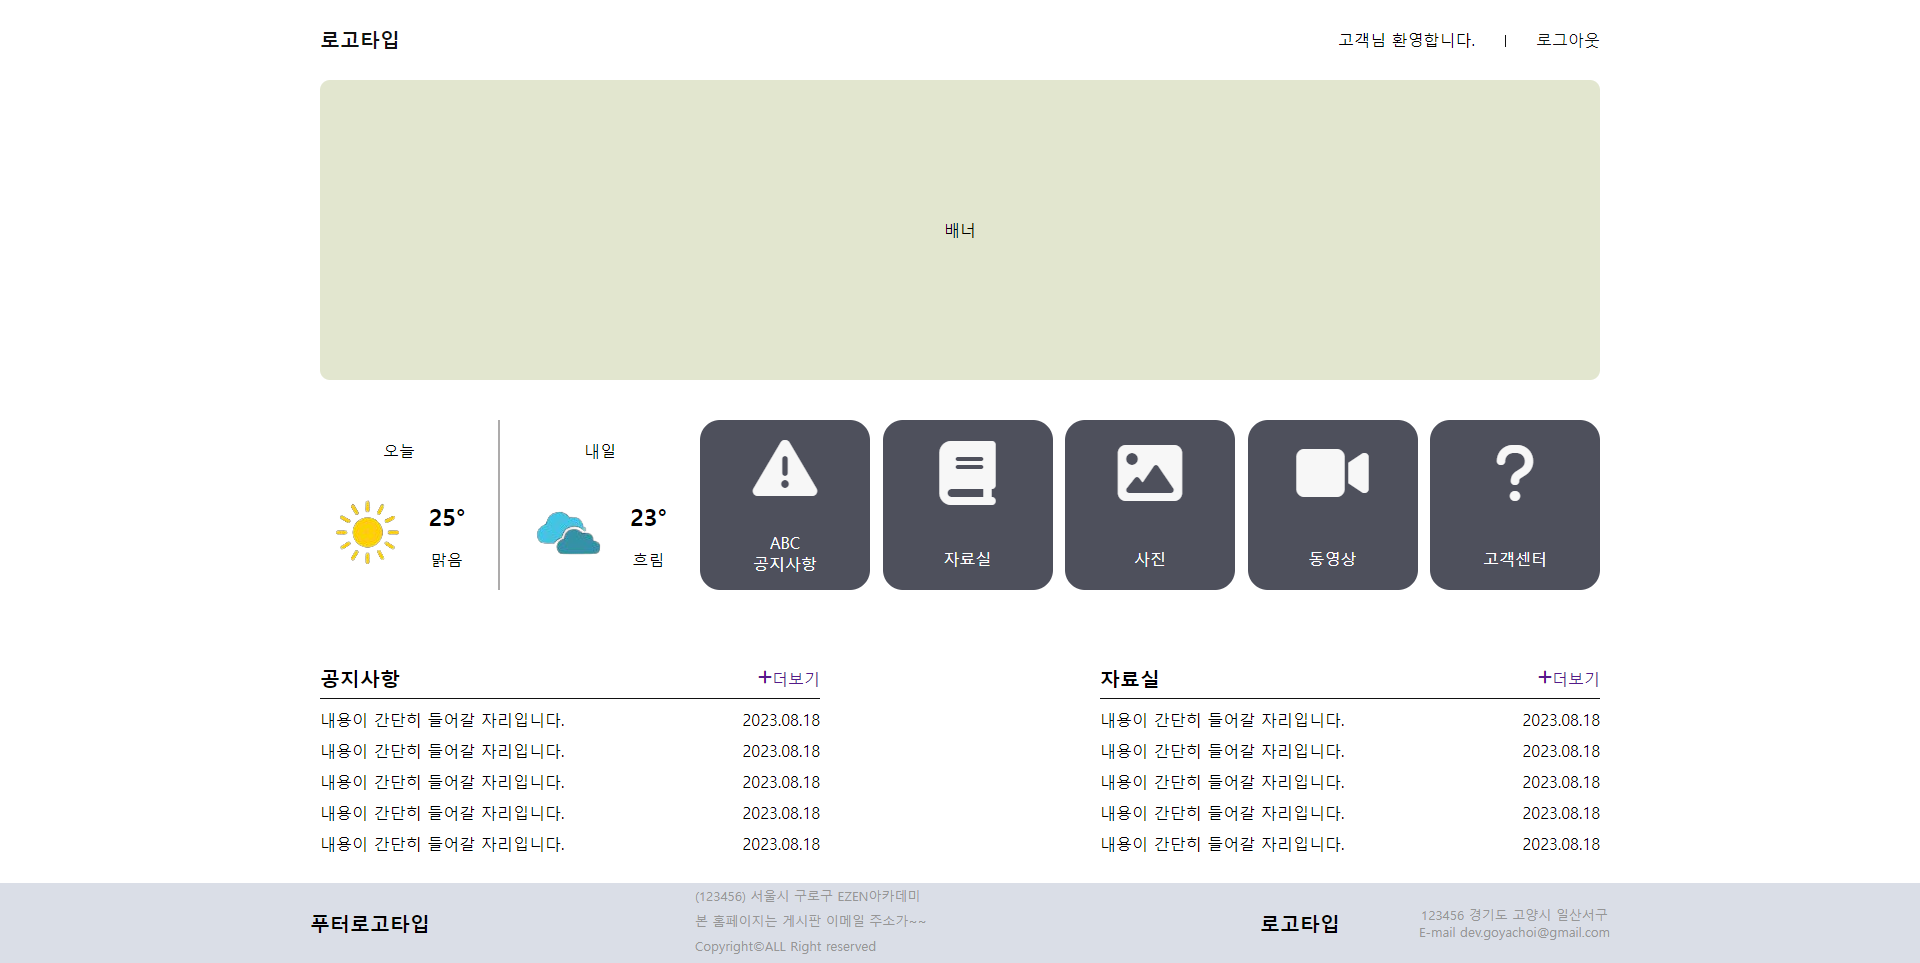 로고타입
고객님 환영합니다. | 로그아웃
배너
오늘
25°
맑음
내일
23°
흐림
ABC
공지사항
자료실
사진
동영상
고객센터
공지사항 +더보기
내용이 간단히 들어갈 자리입니다. 2023.08.18
내용이 간단히 들어갈 자리입니다. 2023.08.18
내용이 간단히 들어갈 자리입니다. 2023.08.18
내용이 간단히 들어갈 자리입니다. 2023.08.18
내용이 간단히 들어갈 자리입니다. 2023.08.18
자료실 +더보기
내용이 간단히 들어갈 자리입니다. 2023.08.18
내용이 간단히 들어갈 자리입니다. 2023.08.18
내용이 간단히 들어갈 자리입니다. 2023.08.18
내용이 간단히 들어갈 자리입니다. 2023.08.18
내용이 간단히 들어갈 자리입니다. 2023.08.18
푸터로고타입
(123456) 서울시 구로구 EZEN아카데미
본 홈페이지는 게시판 이메일 주소가~~
Copyright©ALL Right reserved
로고타입
123456 경기도 고양시 일산서구
E-mail dev.goyachoi@gmail.com